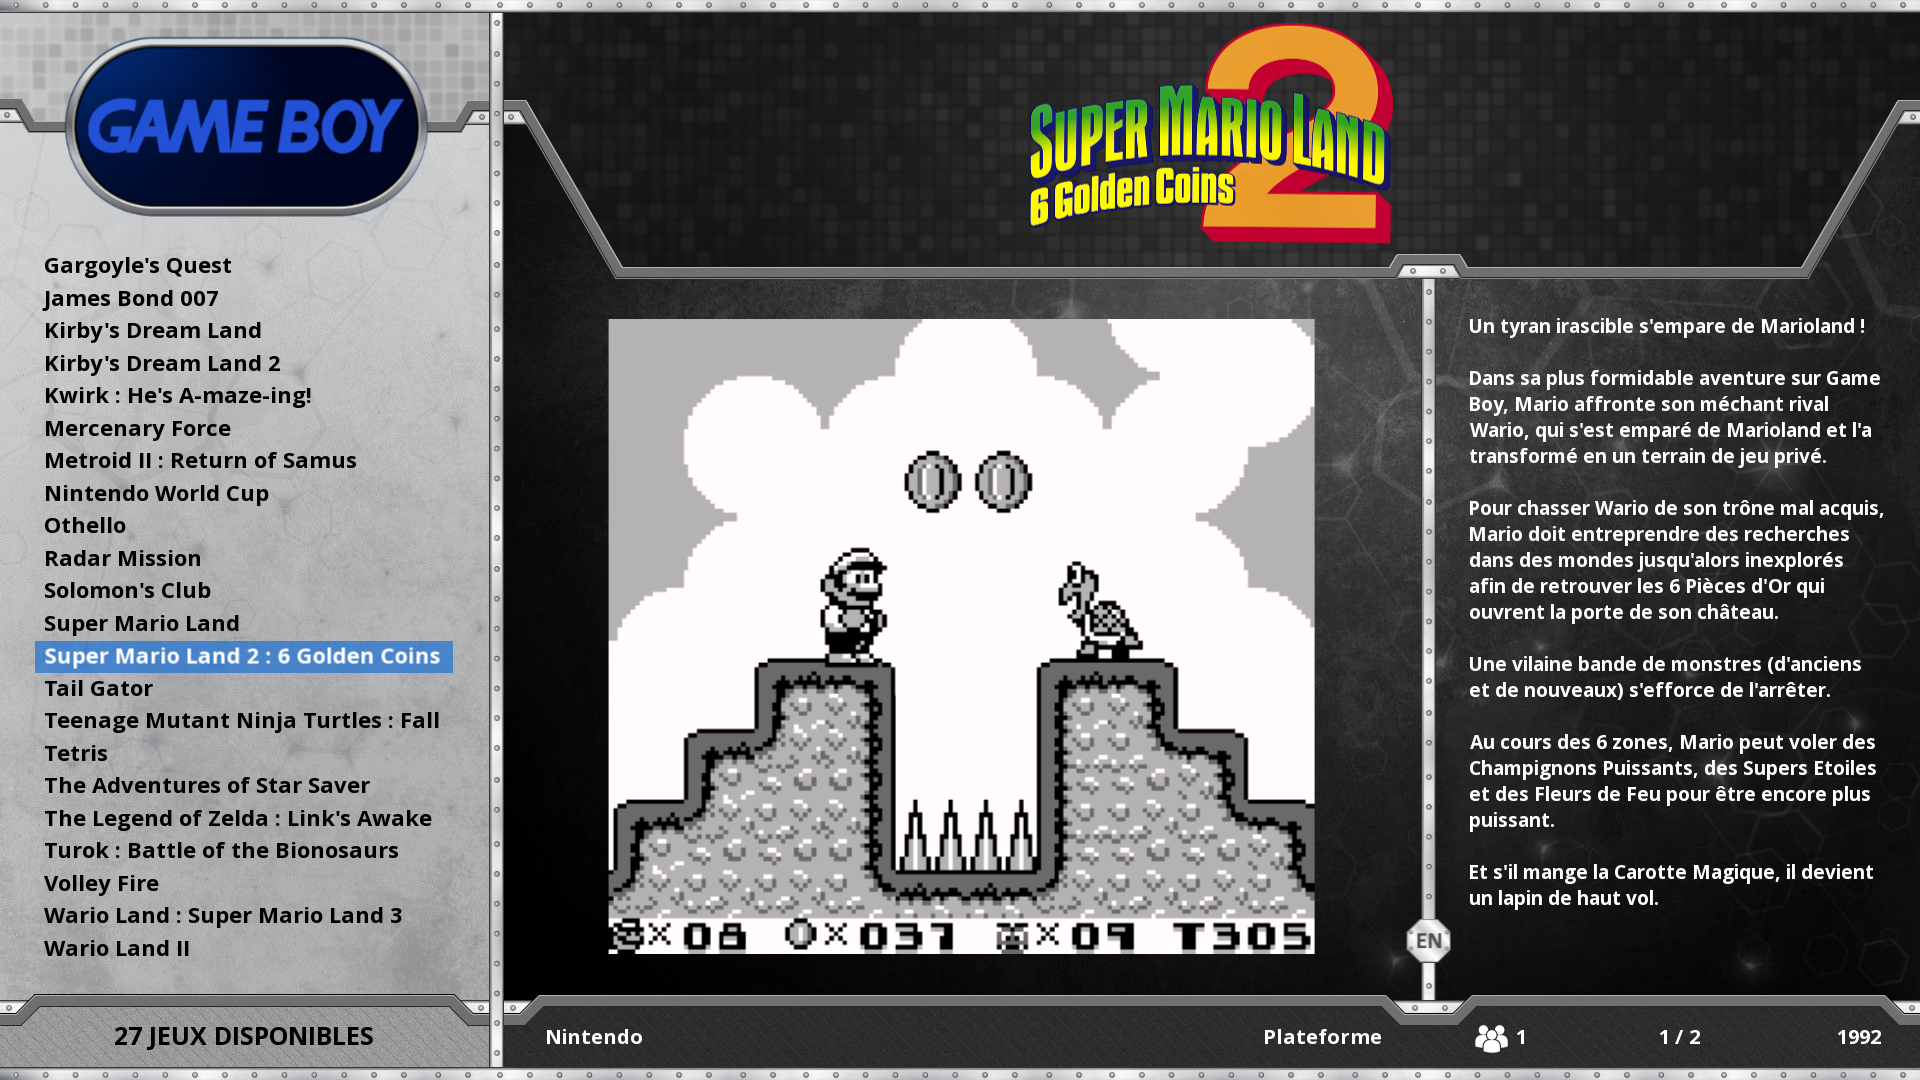 GAME BOY
Gargoyle's Quest
James Bond 007
Kirby's Dream Land
Kirby's Dream Land 2
Kwirk : He's A-maze-ing!
Mercenary Force
Metroid II : Return of Samus
Nintendo World Cup
Othello
Radar Mission
Solomon's Club
Super Mario Land
Super Mario Land 2 : 6 Golden Coins
Tail Gator
Teenage Mutant Ninja Turtles : Fall
Tetris
The Adventures of Star Saver
The Legend of Zelda : Link's Awake
Turok : Battle of the Bionosaurs
Volley Fire
Wario Land : Super Mario Land 3
Wario Land II
27 JEUX DISPONIBLES
2
SUPER MARIO LAND
6 Golden Coins
×08 ×037 ×09 T305
Un tyran irascible s'empare de Marioland !
Dans sa plus formidable aventure sur Game
Boy, Mario affronte son méchant rival
Wario, qui s'est emparé de Marioland et l'a
transformé en un terrain de jeu privé.
Pour chasser Wario de son trône mal acquis,
Mario doit entreprendre des recherches
dans des mondes jusqu'alors inexplorés
afin de retrouver les 6 Pièces d'Or qui
ouvrent la porte de son château.
Une vilaine bande de monstres (d'anciens
et de nouveaux) s'efforce de l'arrêter.
Au cours des 6 zones, Mario peut voler des
Champignons Puissants, des Supers Etoiles
et des Fleurs de Feu pour être encore plus
puissant.
Et s'il mange la Carotte Magique, il devient
un lapin de haut vol.
EN
Nintendo
Plateforme
1
1 / 2
1992